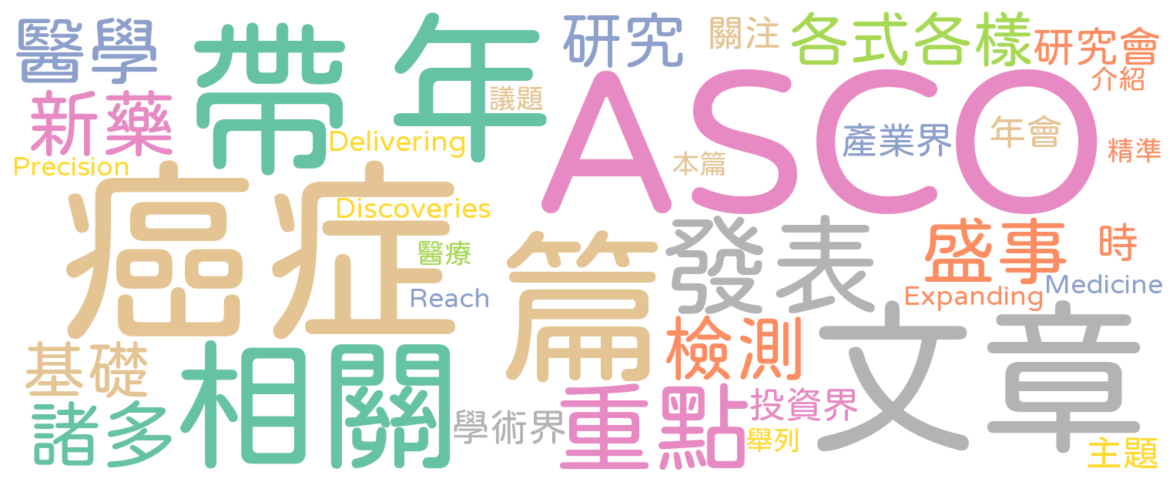 醫學
帶
年
研究
關注
各式各樣
研究會
介紹
新藥
議題
ASCO
產業界
年會
精準
Precision
Delivering
本篇
癌症
Discoveries
醫療
Reach
篇
發表
盛事
時
Expanding
Medicine
基礎
相關
檢測
文章
諸多
學術界
重點
投資界
舉列
主題